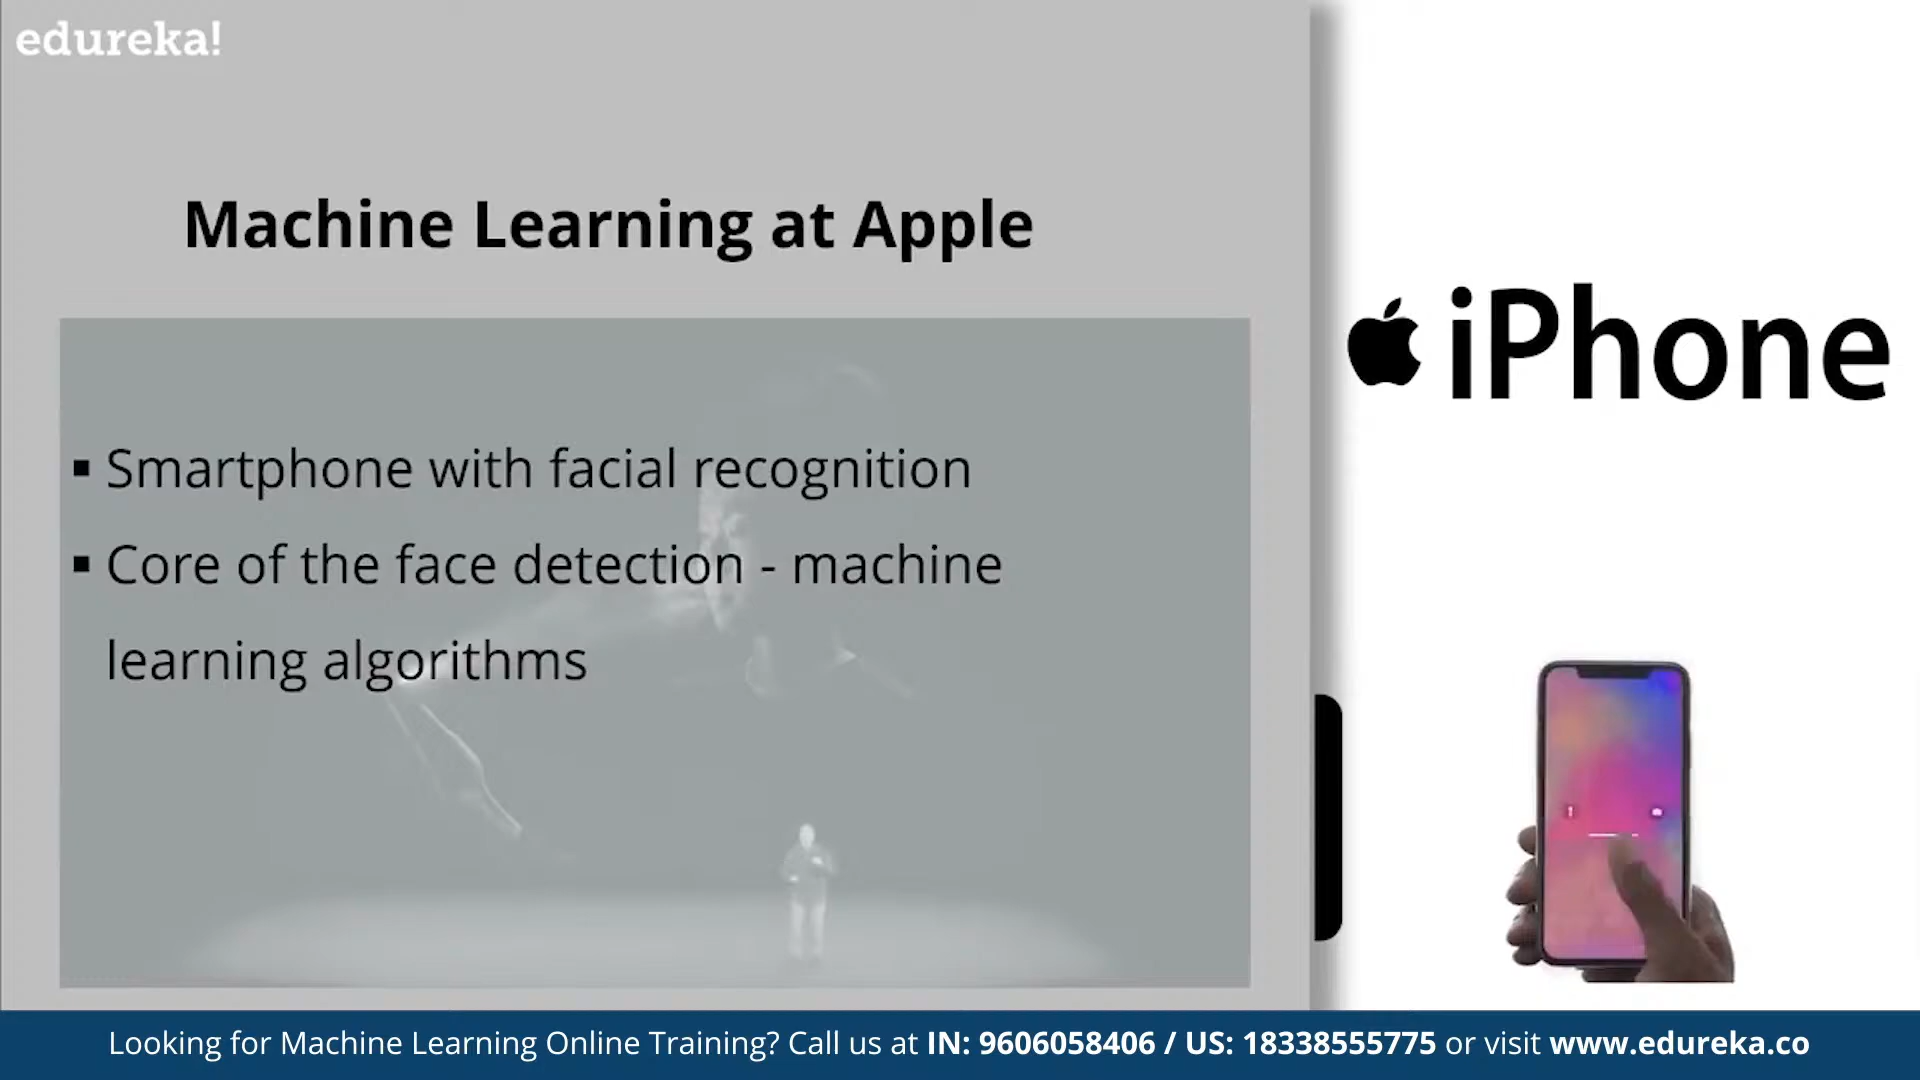 edureka!
Machine Learning at Apple
▪ Smartphone with facial recognition
▪ Core of the face detection - machine
learning algorithms
iPhone
Looking for Machine Learning Online Training? Call us at IN: 9606058406 / US: 18338555775 or visit www.edureka.co